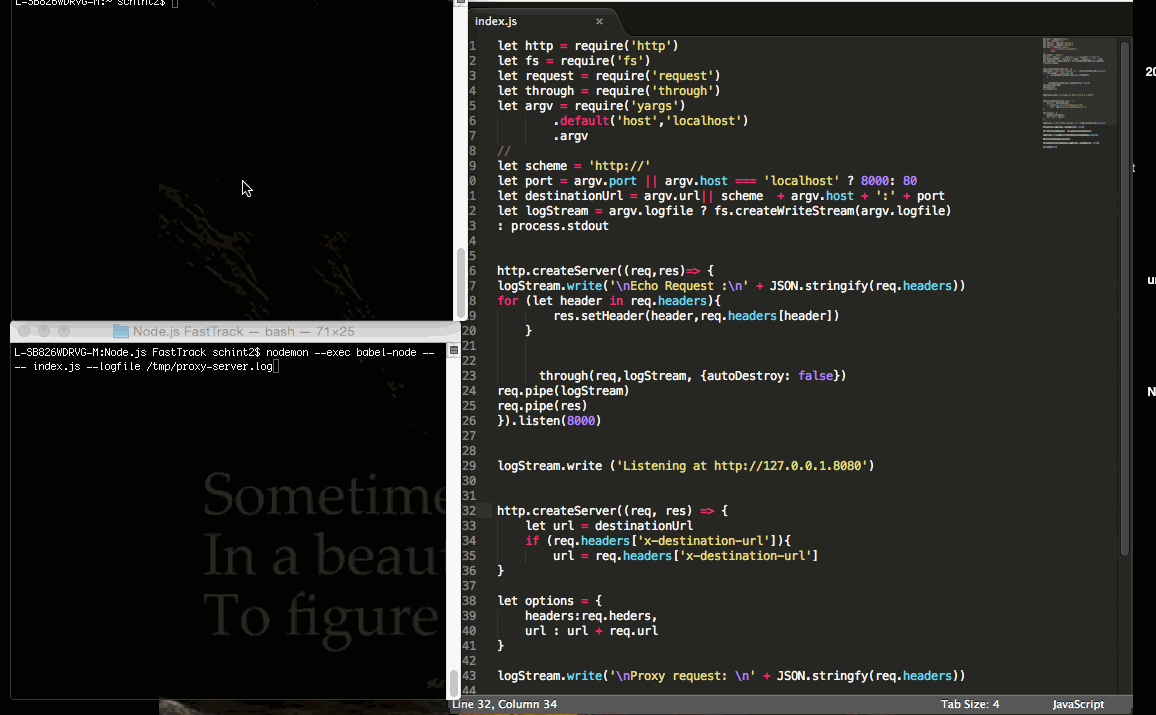 L-SB826WDRVG-M:~ schint2$
Node.js FastTrack — bash — 71×25
L-SB826WDRVG-M:Node.js FastTrack schint2$ nodemon --exec babel-node --
-- index.js --logfile /tmp/proxy-server.log
Sometime
In a beau
To figure
index.js ×
1 let http = require('http')
2 let fs = require('fs')
3 let request = require('request')
4 let through = require('through')
5 let argv = require('yargs')
6 .default('host','localhost')
7 .argv
8 //
9 let scheme = 'http://'
0 let port = argv.port || argv.host === 'localhost' ? 8000: 80
1 let destinationUrl = argv.url|| scheme  + argv.host + ':' + port
2 let logStream = argv.logfile ? fs.createWriteStream(argv.logfile)
3 : process.stdout
4
5
6 http.createServer((req,res)=> {
7 logStream.write('\nEcho Request :\n' + JSON.stringify(req.headers))
8 for (let header in req.headers){
9 res.setHeader(header,req.headers[header])
20 }
21
22
23 through(req,logStream, {autoDestroy: false})
24 req.pipe(logStream)
25 req.pipe(res)
26 }).listen(8000)
27
28
29 logStream.write ('Listening at http://127.0.0.1.8080')
30
31
32 http.createServer((req, res) => {
33 let url = destinationUrl
34 if (req.headers['x-destination-url']){
35 url = req.headers['x-destination-url']
36 }
37
38 let options = {
39 headers:req.heders,
40 url : url + req.url
41 }
42
43 logStream.write('\nProxy request: \n' + JSON.stringfy(req.headers))
44
Line 32, Column 34
Tab Size: 4
JavaScript
20
N